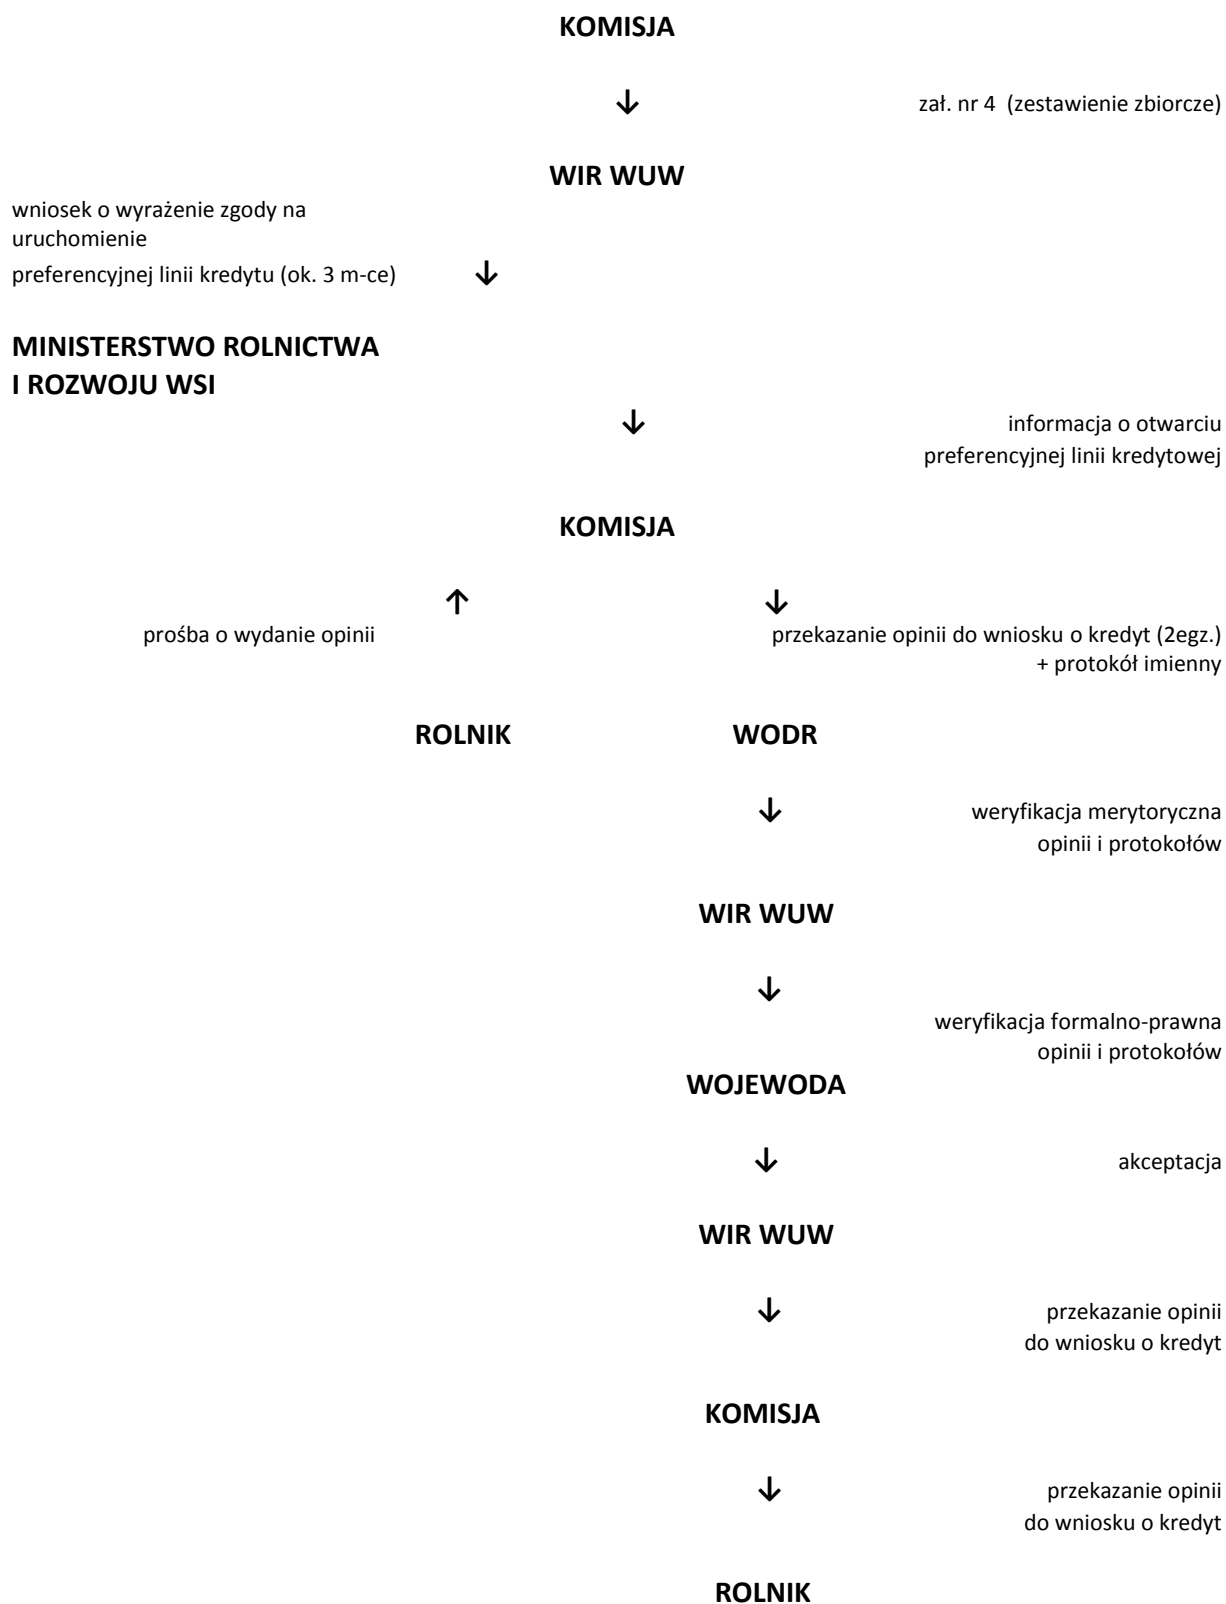 KOMISJA
↓ zał. nr 4 (zestawienie zbiorcze)
WIR WUW
wniosek o wyrażenie zgody na
uruchomienie
preferencyjnej linii kredytu (ok. 3 m-ce) ↓
MINISTERSTWO ROLNICTWA
I ROZWOJU WSI
↓ informacja o otwarciu
preferencyjnej linii kredytowej
KOMISJA
↑ ↓
prośba o wydanie opinii przekazanie opinii do wniosku o kredyt (2egz.)
+ protokół imienny
ROLNIK WODR
↓ weryfikacja merytoryczna
opinii i protokołów
WIR WUW
↓
weryfikacja formalno-prawna
opinii i protokołów
WOJEWODA
↓ akceptacja
WIR WUW
↓ przekazanie opinii
do wniosku o kredyt
KOMISJA
↓ przekazanie opinii
do wniosku o kredyt
ROLNIK